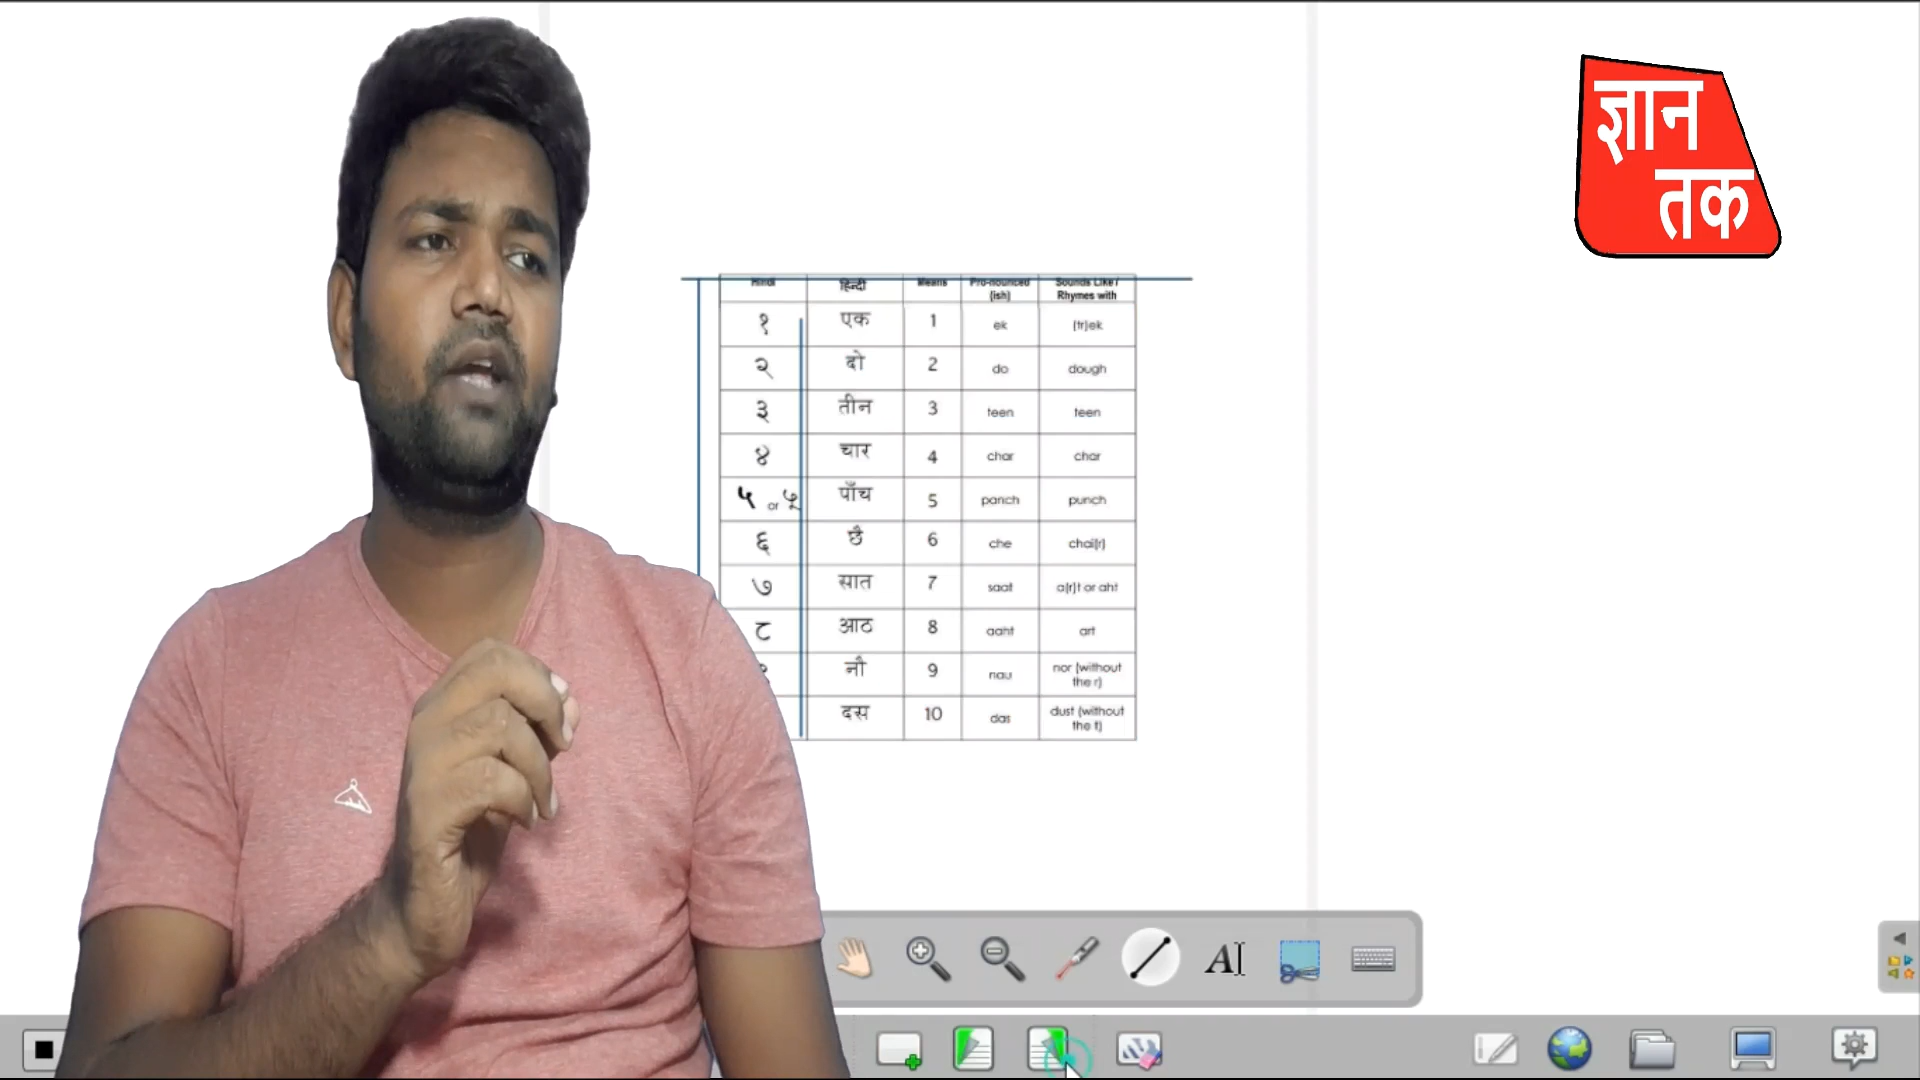 ज्ञान
तक
Hindi हिन्दी Means Pro-nounced (ish) Sounds Like / Rhymes with
१ एक 1 ek (tr)ek
२ दो 2 do dough
३ तीन 3 teen teen
४ चार 4 char char
५ or पाँच 5 panch punch
६ छै 6 che chai(r)
७ सात 7 saat a(r)t or aht
८ आठ 8 aaht art
नौ 9 nau nor (without the r)
दस 10 das dust (without the t)
A